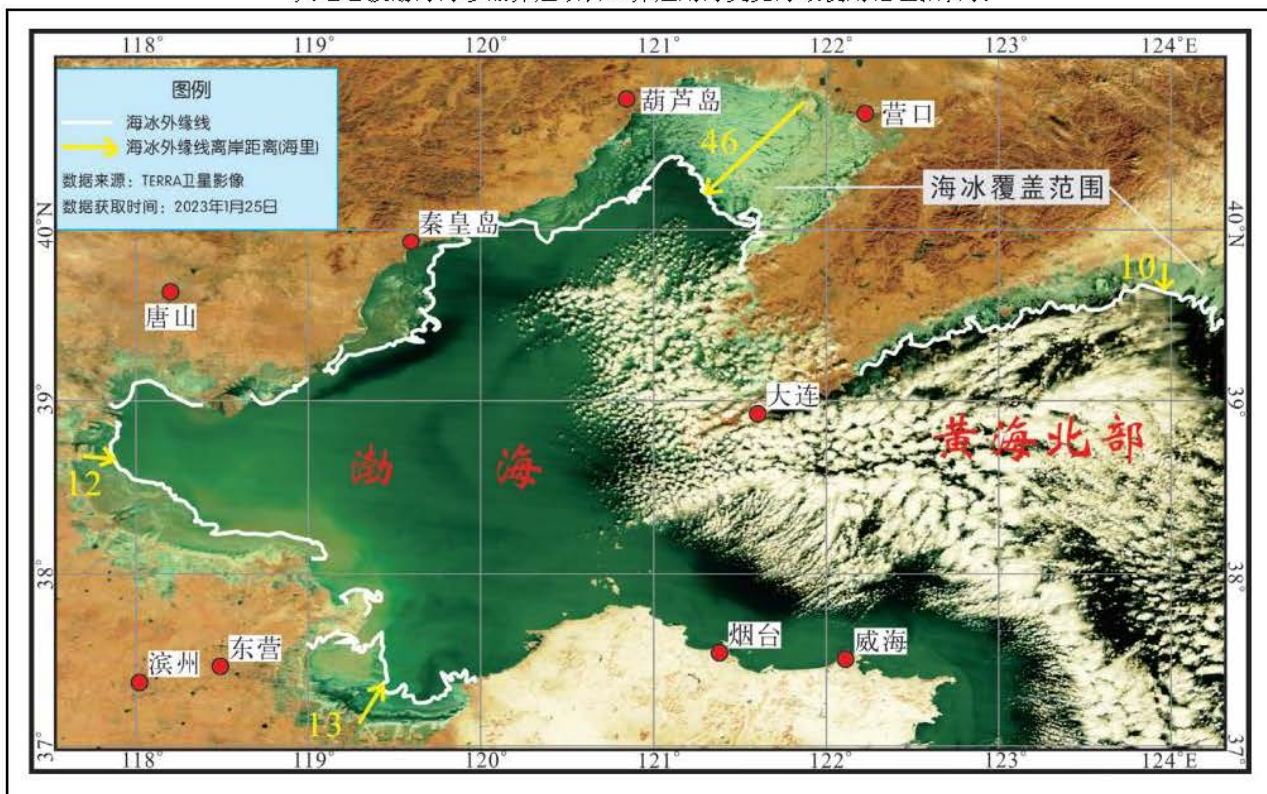 118°
119°
120°
121°
122°
123°
124°E
图例
海冰外缘线
海冰外缘线离岸距离(海里)
数据来源：TERRA卫星影像
数据获取时间：2023年1月25日
葫芦岛
营口
46
海冰覆盖范围
40°N
秦皇岛
40°N
10
唐山
39°
大连
39°
渤海
黄海北部
12
38°
38°
烟台
威海
东营
滨州
13
37°
37°
118°
119°
120°
121°
122°
123°
124°E